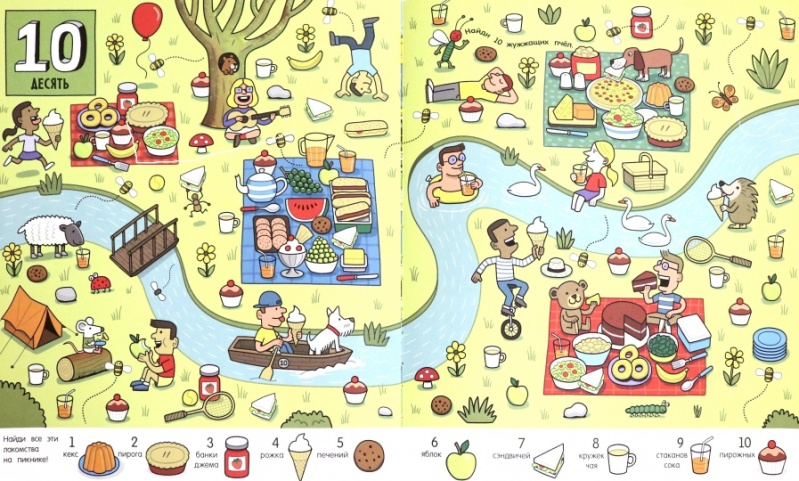 10
ДЕСЯТЬ
Найди 10 жужжащих пчёл.
10
Найди все эти
лакомства
на пикнике!
1
кекс
2
пирога
3
банки
джема
4
рожка
5
печений
6
яблок
7
сэндвичей
8
кружек
чая
9
стаканов
сока
10
пирожных